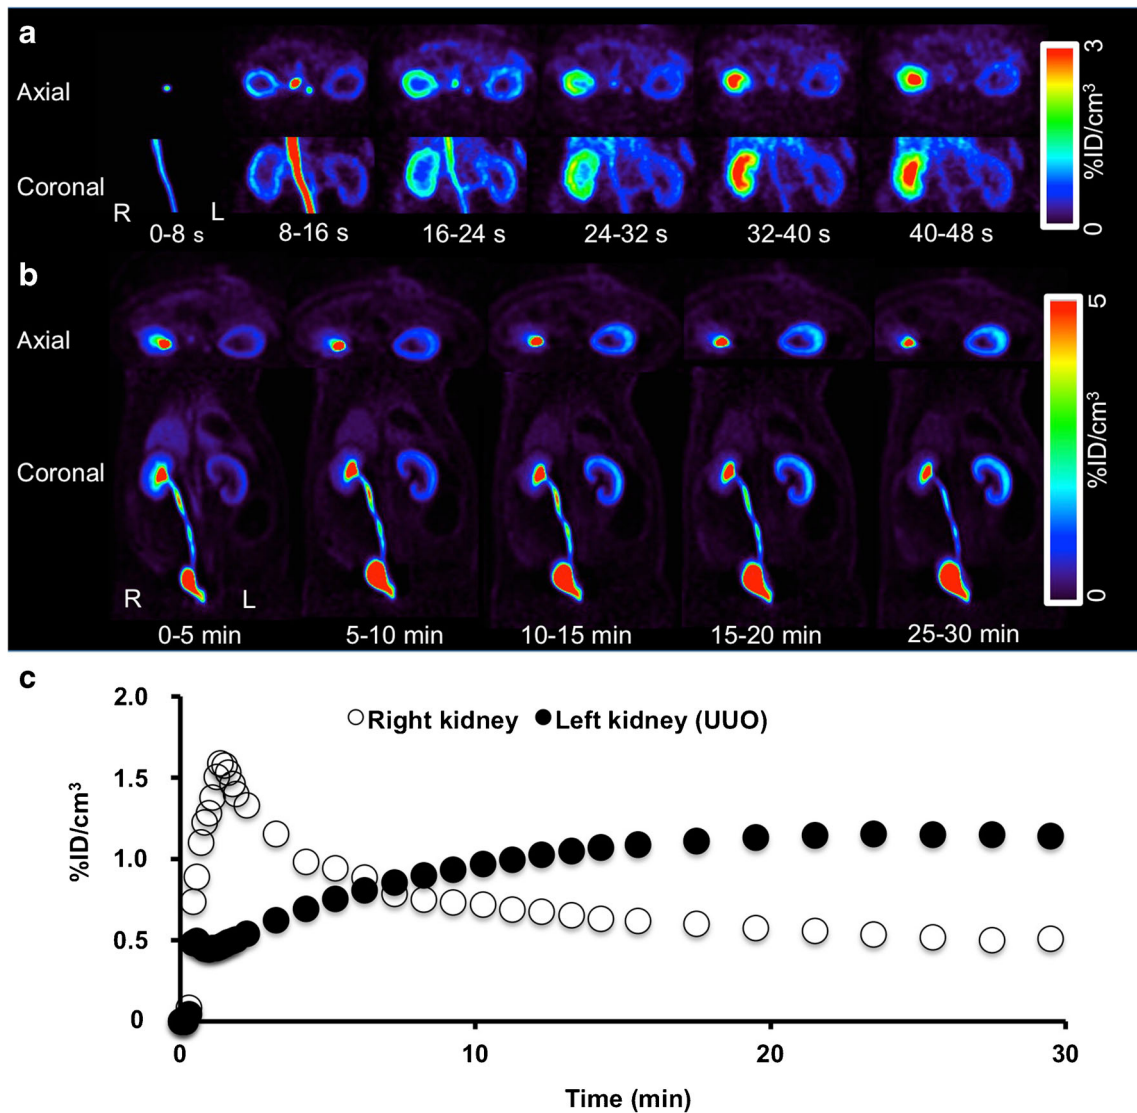 a
Axial
Coronal
R
L
0-8 s
8-16 s
16-24 s
24-32 s
32-40 s
40-48 s
3
%ID/cm³
0
b
Axial
Coronal
R
L
0-5 min
5-10 min
10-15 min
15-20 min
25-30 min
5
%ID/cm³
0
c
Right kidney
Left kidney (UUO)
2.0
1.5
1.0
0.5
0
%ID/cm³
0
10
20
30
Time (min)